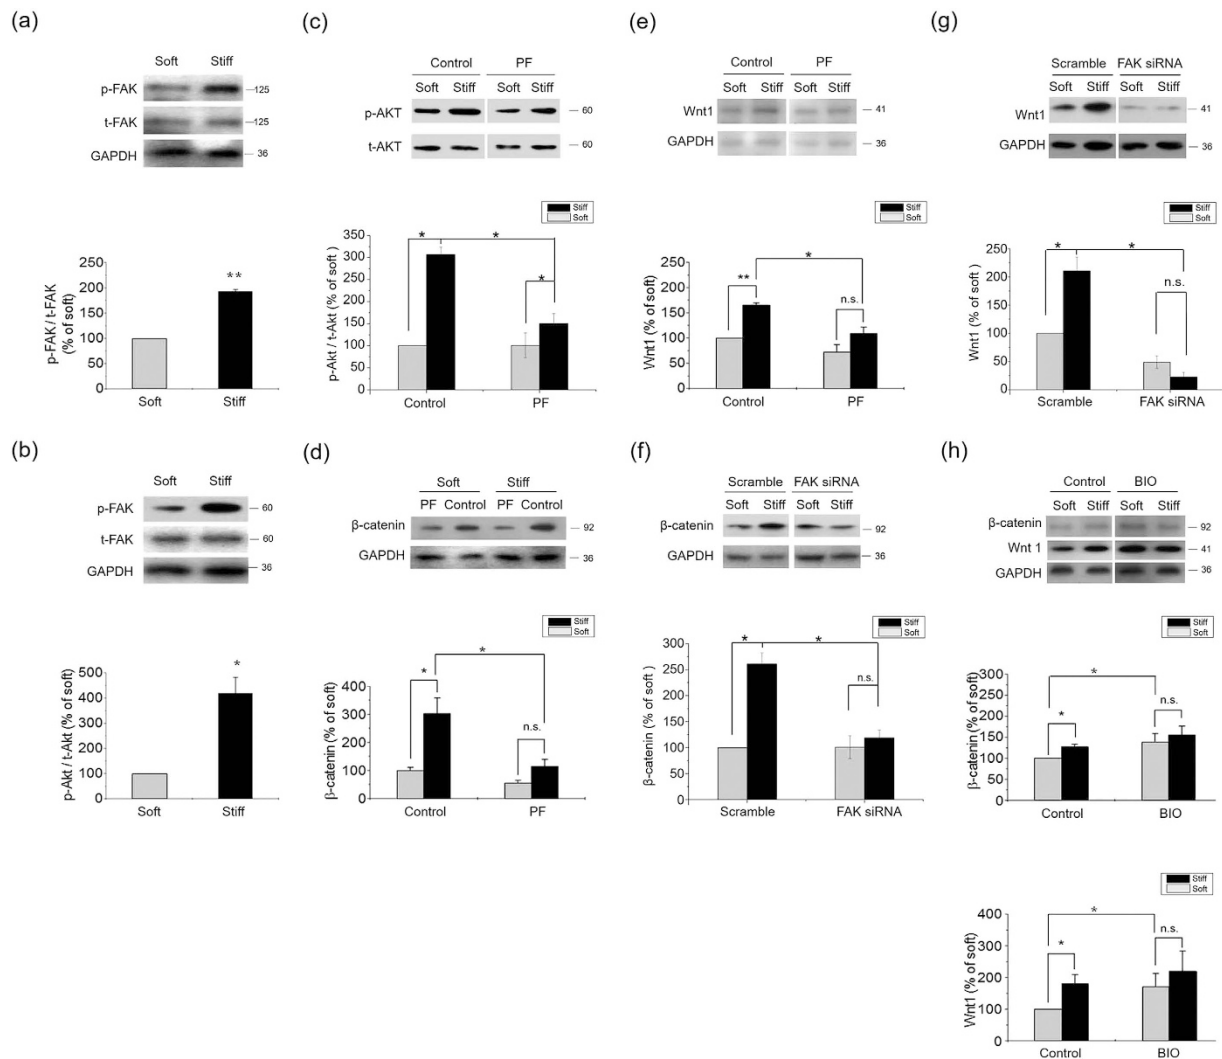 (a)
Soft Stiff
p-FAK 125
t-FAK 125
GAPDH 36
p-FAK / t-FAK
(% of soft)
250
200
150
100
50
0
**
Soft Stiff
(b)
Soft Stiff
p-FAK 60
t-FAK 60
GAPDH 36
p-Akt / t-Akt (% of soft)
500
400
300
200
100
0
*
Soft Stiff
(c)
Control PF
Soft Stiff Soft Stiff
p-AKT 60
t-AKT 60
Stiff
Soft
p-Akt / t-Akt (% of soft )
350
300
250
200
150
100
50
0
* * *
Control PF
(d)
Soft Stiff
PF Control PF Control
β-catenin 92
GAPDH 36
Stiff
Soft
β-catenin (% of soft)
400
300
200
100
0
* * n.s.
Control PF
(e)
Control PF
Soft Stiff Soft Stiff
Wnt1 41
GAPDH 36
Stiff
Soft
Wnt1 (% of soft)
250
200
150
100
50
0
** * n.s.
Control PF
(f)
Scramble FAK siRNA
Soft Stiff Soft Stiff
β-catenin 92
GAPDH 36
Stiff
Soft
β-catenin (% of soft )
300
250
200
150
100
50
0
* * n.s.
Scramble FAK siRNA
(g)
Scramble FAK siRNA
Soft Stiff Soft Stiff
Wnt1 41
GAPDH 36
Stiff
Soft
Wnt1 (% of soft)
250
200
150
100
50
0
* * n.s.
Scramble FAK siRNA
(h)
Control BIO
Soft Stiff Soft Stiff
β-catenin 92
Wnt 1 41
GAPDH 36
Stiff
Soft
β-catenin (% of soft)
300
250
200
150
100
50
0
* * n.s.
Control BIO
Stiff
Soft
Wnt1 (% of soft)
400
300
200
100
0
* * n.s.
Control BIO